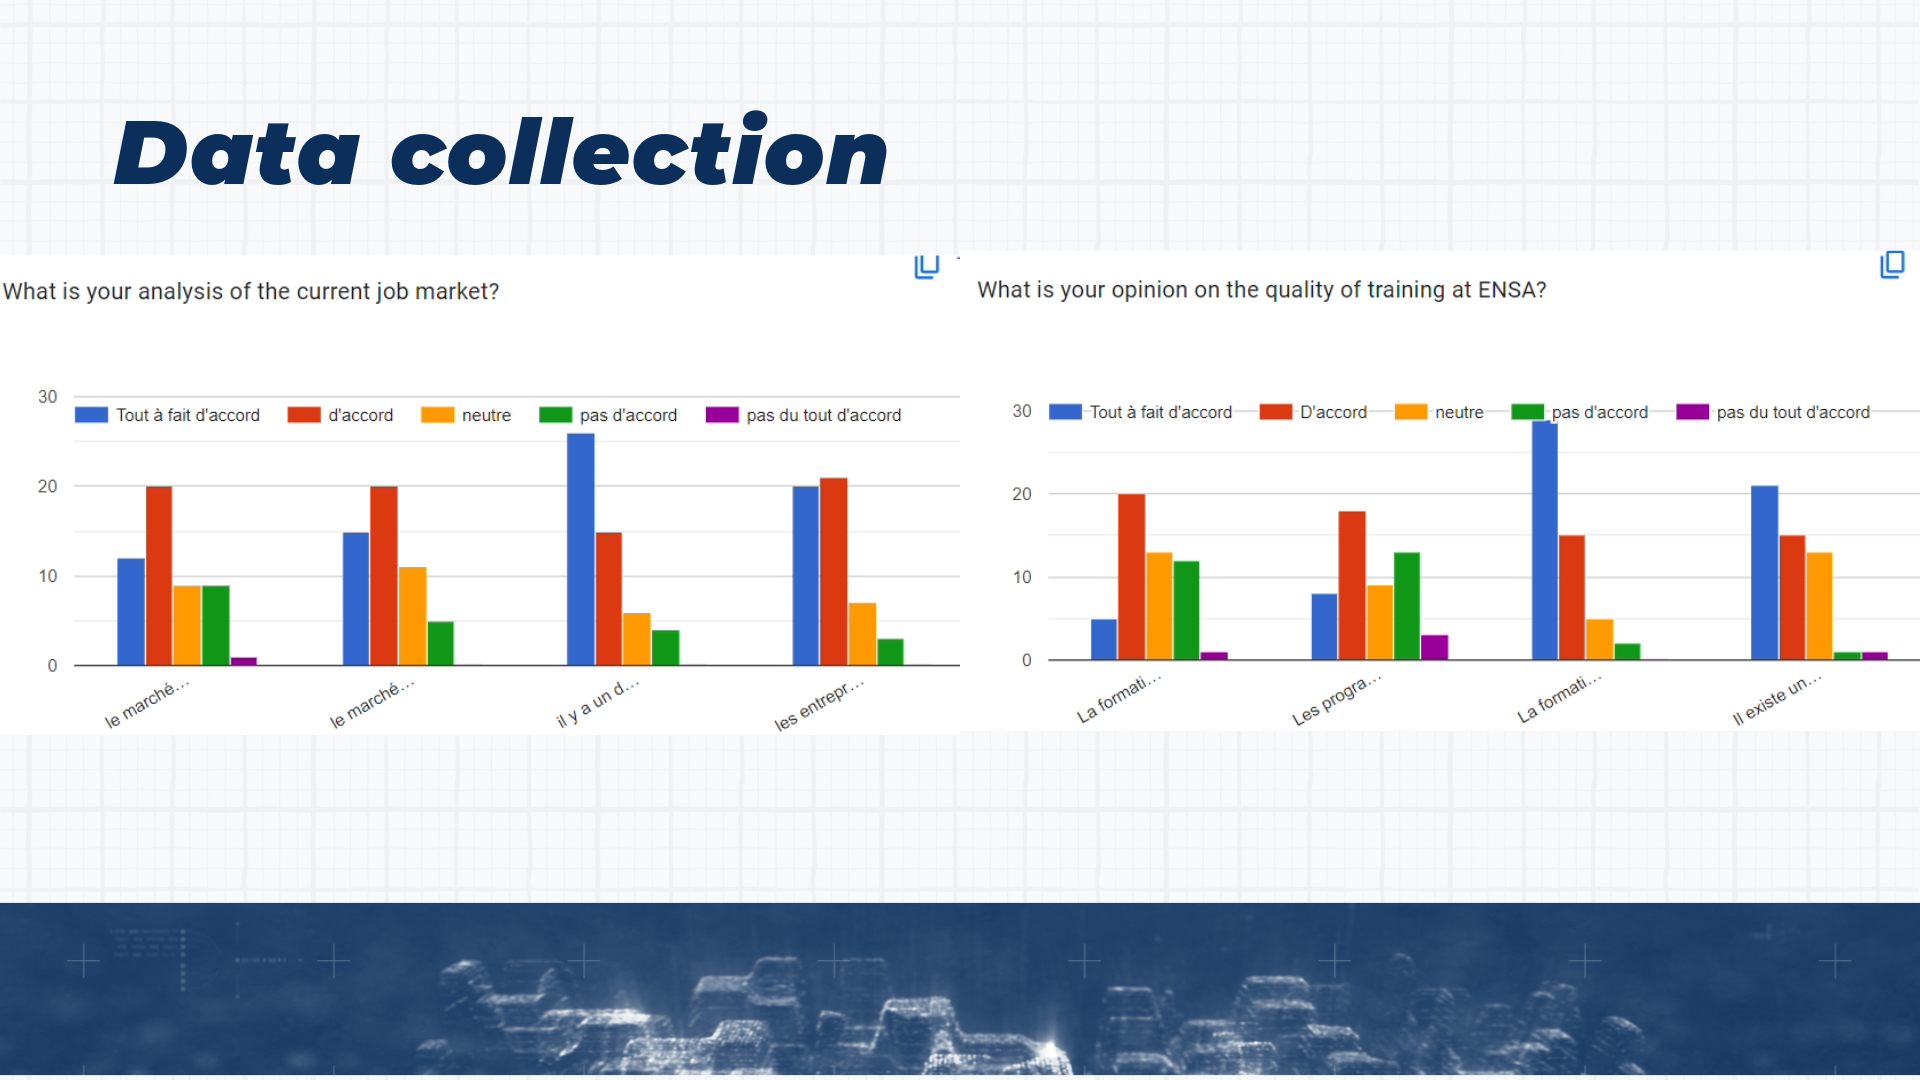 Data collection
What is your analysis of the current job market?
30
Tout à fait d'accord d'accord neutre pas d'accord pas du tout d'accord
20
10
0
le marché…
le marché…
il y a un d…
les entrepr…
What is your opinion on the quality of training at ENSA?
30
Tout à fait d'accord D'accord neutre pas d'accord pas du tout d'accord
20
10
0
La formati…
Les progra…
La formati…
Il existe un…